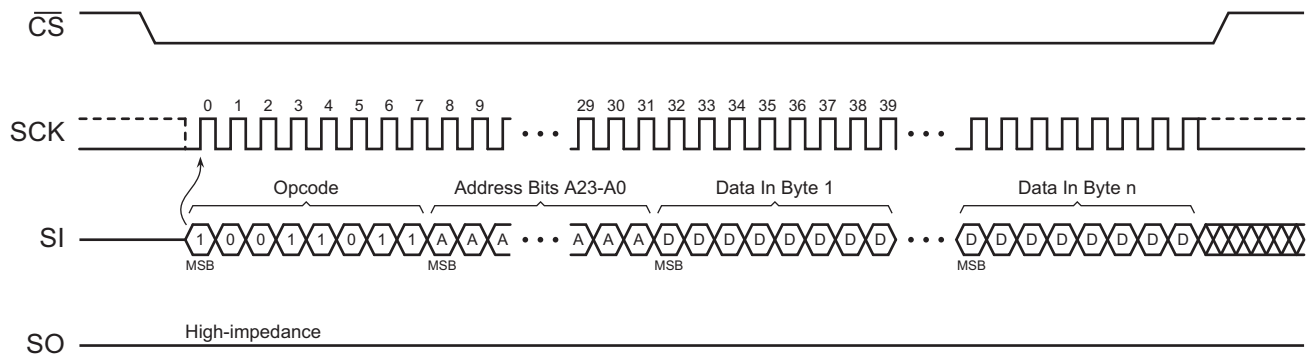 CS
0 1 2 3 4 5 6 7 8 9 29 30 31 32 33 34 35 36 37 38 39
SCK
Opcode Address Bits A23-A0 Data In Byte 1 Data In Byte n
SI 1 0 0 1 1 0 1 1 A A A A A A D D D D D D D D D D D D D D D D
MSB MSB MSB MSB
High-impedance
SO